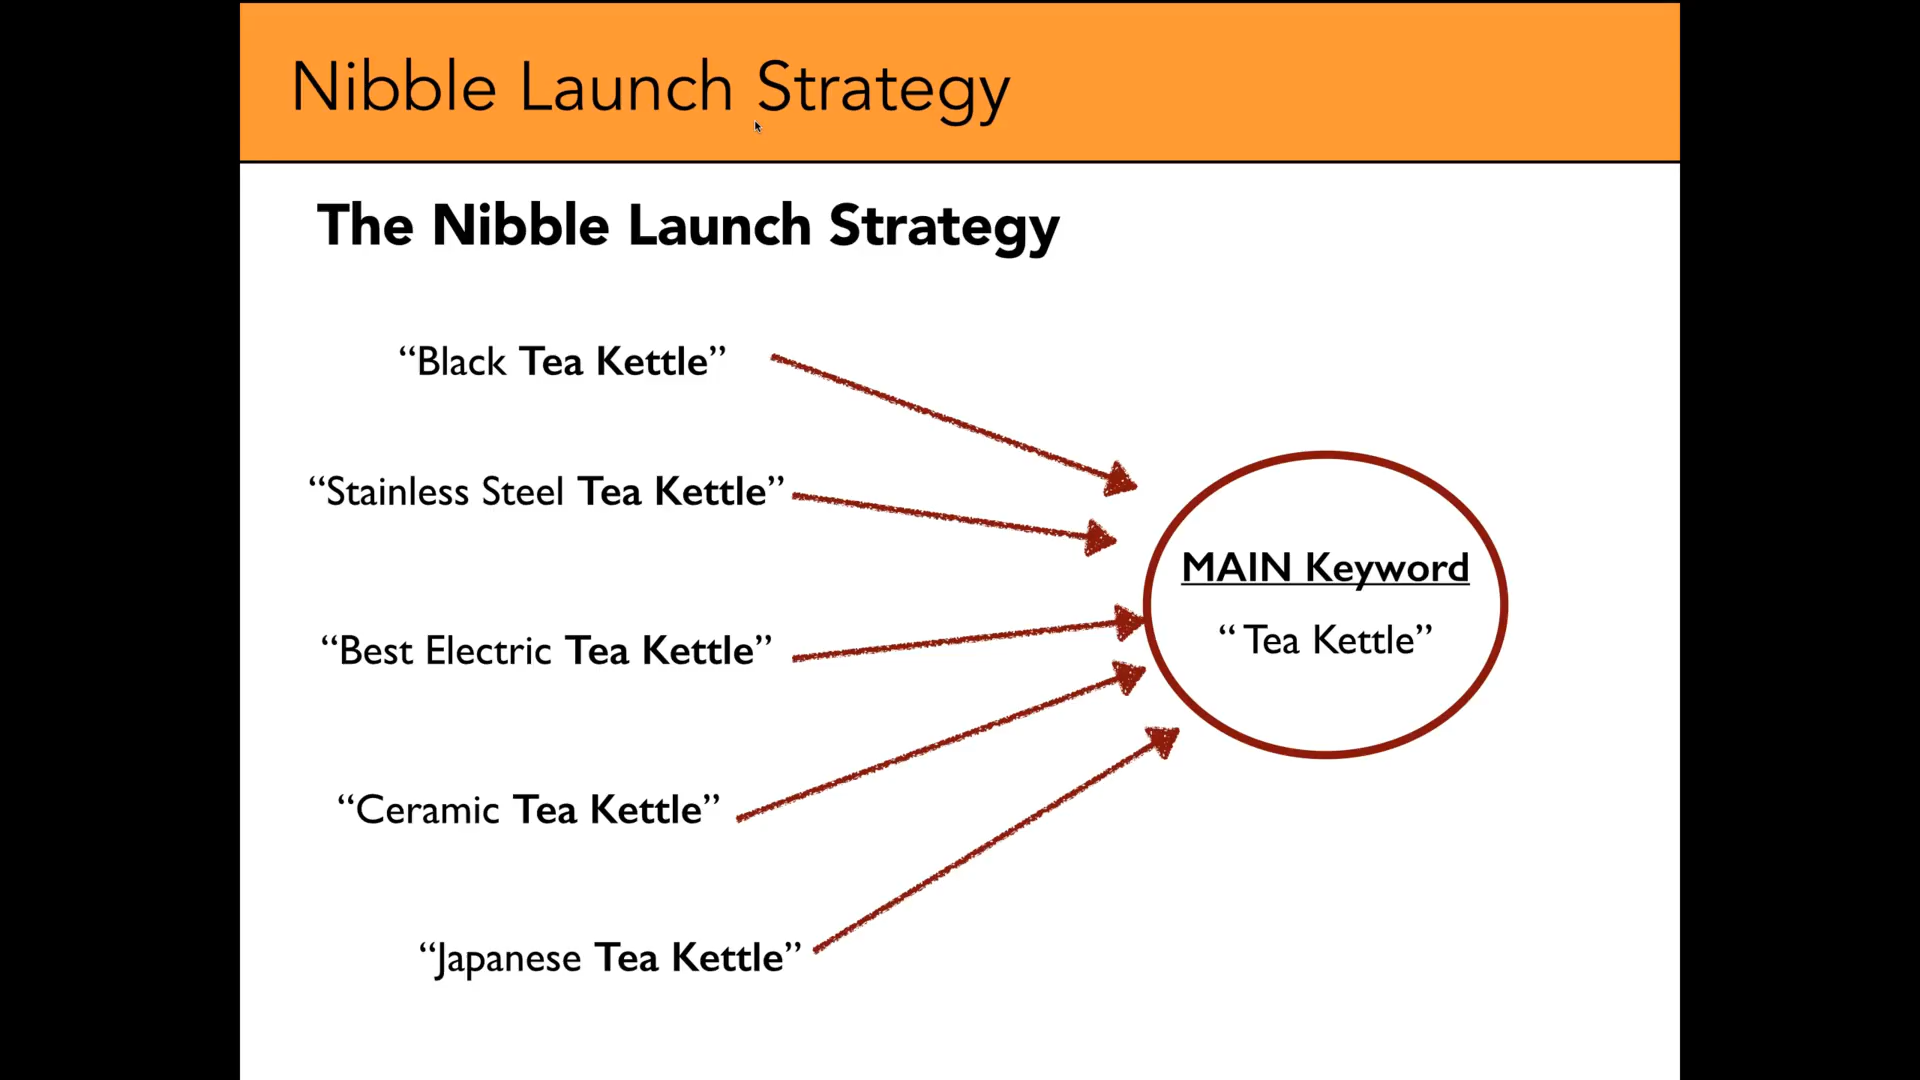 Nibble Launch Strategy
The Nibble Launch Strategy
“Black Tea Kettle”
“Stainless Steel Tea Kettle”
“Best Electric Tea Kettle”
“Ceramic Tea Kettle”
“Japanese Tea Kettle”
MAIN Keyword
“ Tea Kettle”